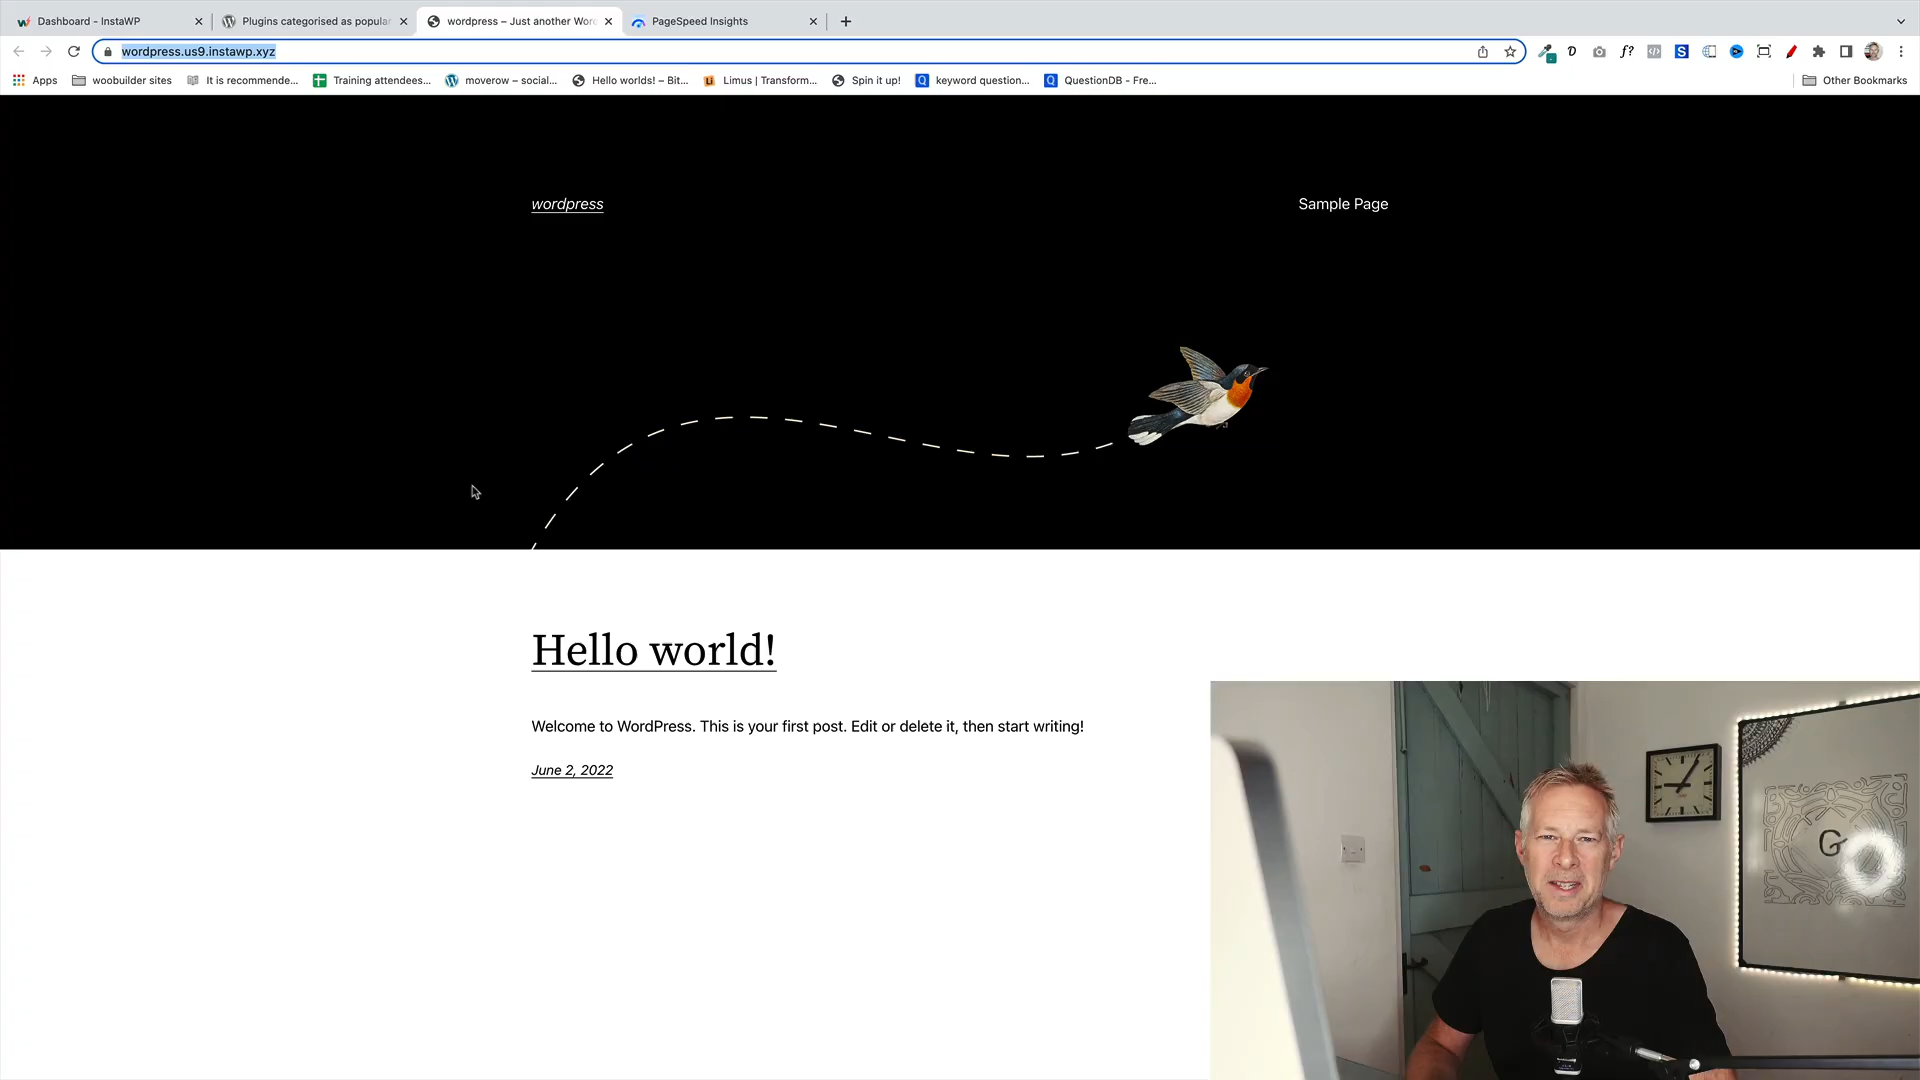 Dashboard - InstaWP
Plugins categorised as popula
wordpress – Just another Wor
PageSpeed Insights
wordpress.us9.instawp.xyz
Apps
woobuilder sites
It is recommende...
Training attendees...
moverow – social...
Hello worlds! – Bit...
Limus | Transform...
Spin it up!
keyword question...
QuestionDB - Fre...
Other Bookmarks
wordpress
Sample Page
Hello world!
Welcome to WordPress. This is your first post. Edit or delete it, then start writing!
June 2, 2022
G